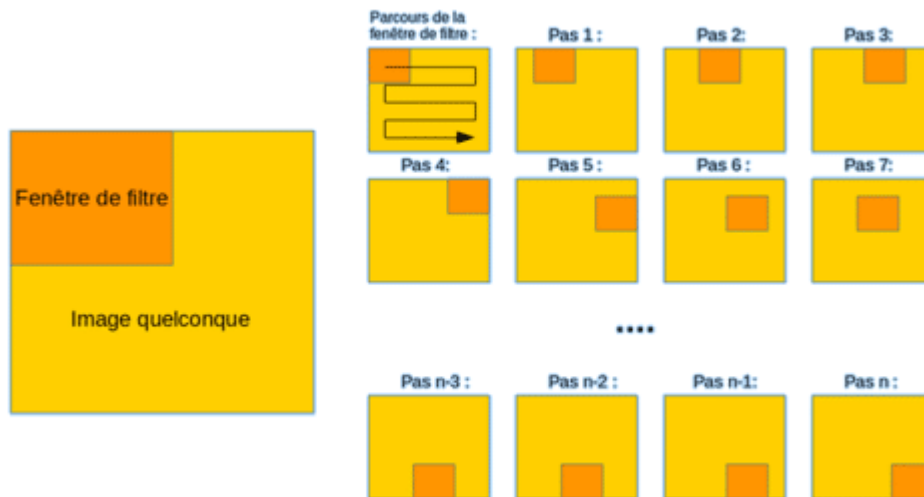 Parcours de la
fenêtre de filtre :
Pas 1 :
Pas 2:
Pas 3:
Fenêtre de filtre
Image quelconque
Pas 4:
Pas 5 :
Pas 6 :
Pas 7:
....
Pas n-3 :
Pas n-2 :
Pas n-1:
Pas n :